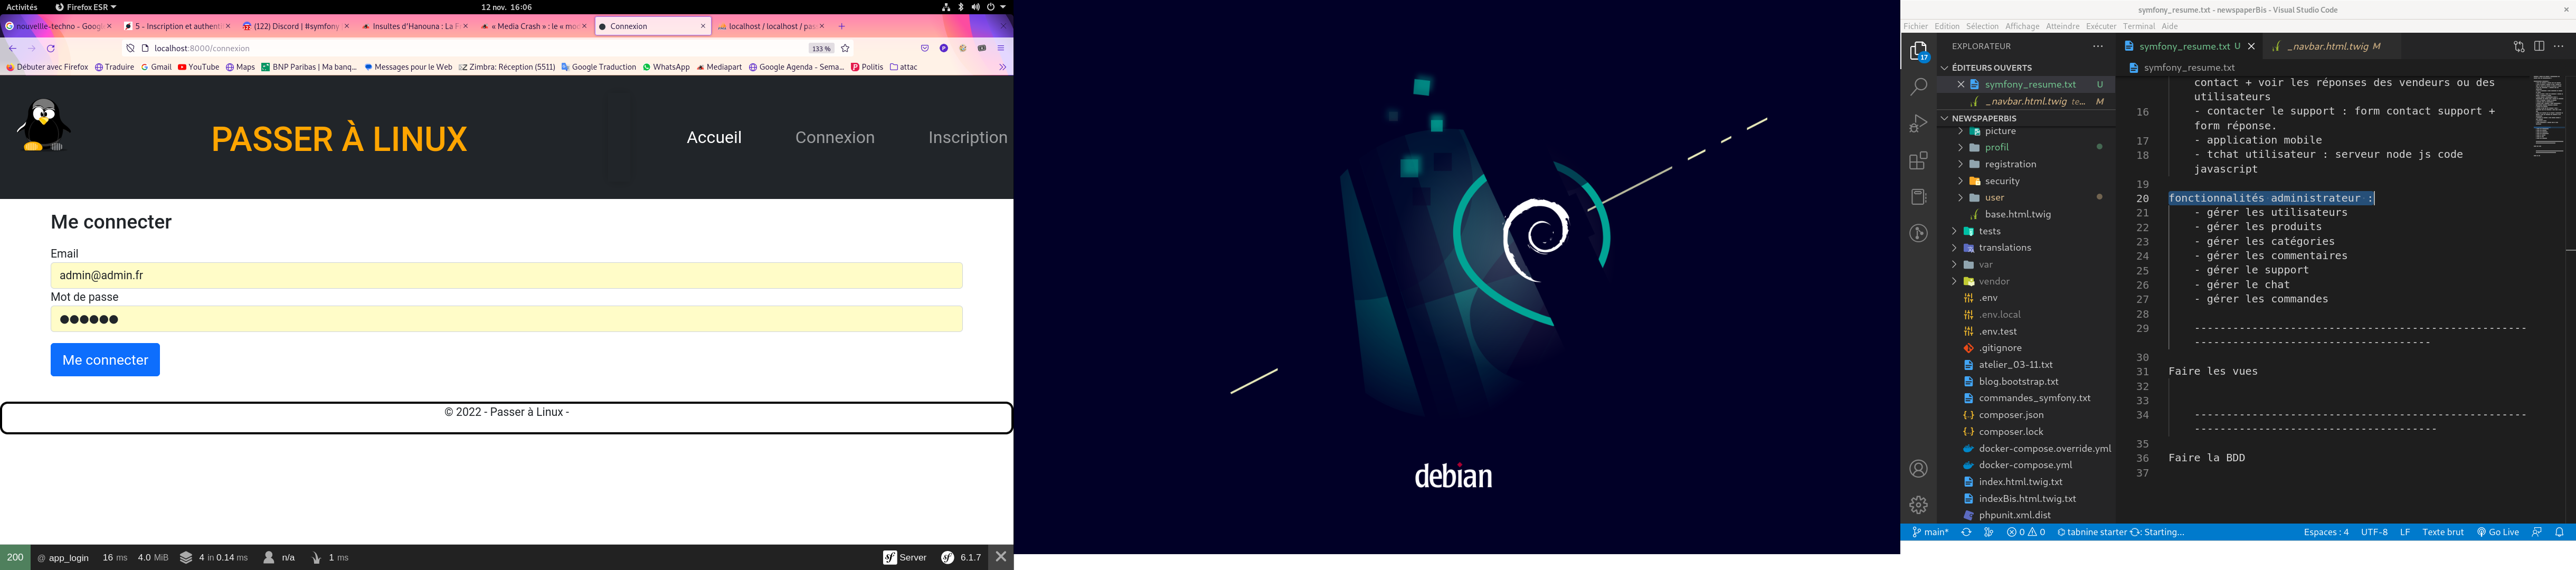 Activités Firefox ESR 12 nov. 16:06
nouvellle-techno - Goog 5 - Inscription et authent (122) Discord | #symfony Insultes d'Hanouna : La F « Media Crash » : le « mo Connexion localhost / localhost / pas
localhost:8000/connexion 133 %
Débuter avec Firefox Traduire Gmail YouTube Maps BNP Paribas | Ma banq... Messages pour le Web Zimbra: Réception (5511) Google Traduction WhatsApp Mediapart Google Agenda - Sema... Politis attac
PASSER À LINUX
Accueil Connexion Inscription
Me connecter
Email
admin@admin.fr
Mot de passe
Me connecter
© 2022 - Passer à Linux -
200 @ app_login 16 ms 4.0 MiB 4 in 0.14 ms n/a 1 ms Server 6.1.7
debian
symfony_resume.txt - newspaperBis - Visual Studio Code
Fichier Edition Sélection Affichage Atteindre Exécuter Terminal Aide
EXPLORATEUR
17
ÉDITEURS OUVERTS
symfony_resume.txt U
_navbar.html.twig te... M
NEWSPAPERBIS
picture
profil
registration
security
user
base.html.twig
tests
translations
var
vendor
.env
.env.local
.env.test
.gitignore
atelier_03-11.txt
blog.bootstrap.txt
commandes_symfony.txt
composer.json
composer.lock
docker-compose.override.yml
docker-compose.yml
index.html.twig.txt
indexBis.html.twig.txt
phpunit.xml.dist
symfony_resume.txt U _navbar.html.twig M
symfony_resume.txt
contact + voir les réponses des vendeurs ou des
utilisateurs
16 - contacter le support : form contact support +
form réponse.
17 - application mobile
18 - tchat utilisateur : serveur node js code
javascript
19
20 fonctionnalités administrateur :
21 - gérer les utilisateurs
22 - gérer les produits
23 - gérer les catégories
24 - gérer les commentaires
25 - gérer le support
26 - gérer le chat
27 - gérer les commandes
28
29 ----------------------------------------------------
-------------------------------------
30
31 Faire les vues
32
33
34 ----------------------------------------------------
--------------------------------------
35
36 Faire la BDD
37
main* 0 0 tabnine starter Starting... Espaces : 4 UTF-8 LF Texte brut Go Live